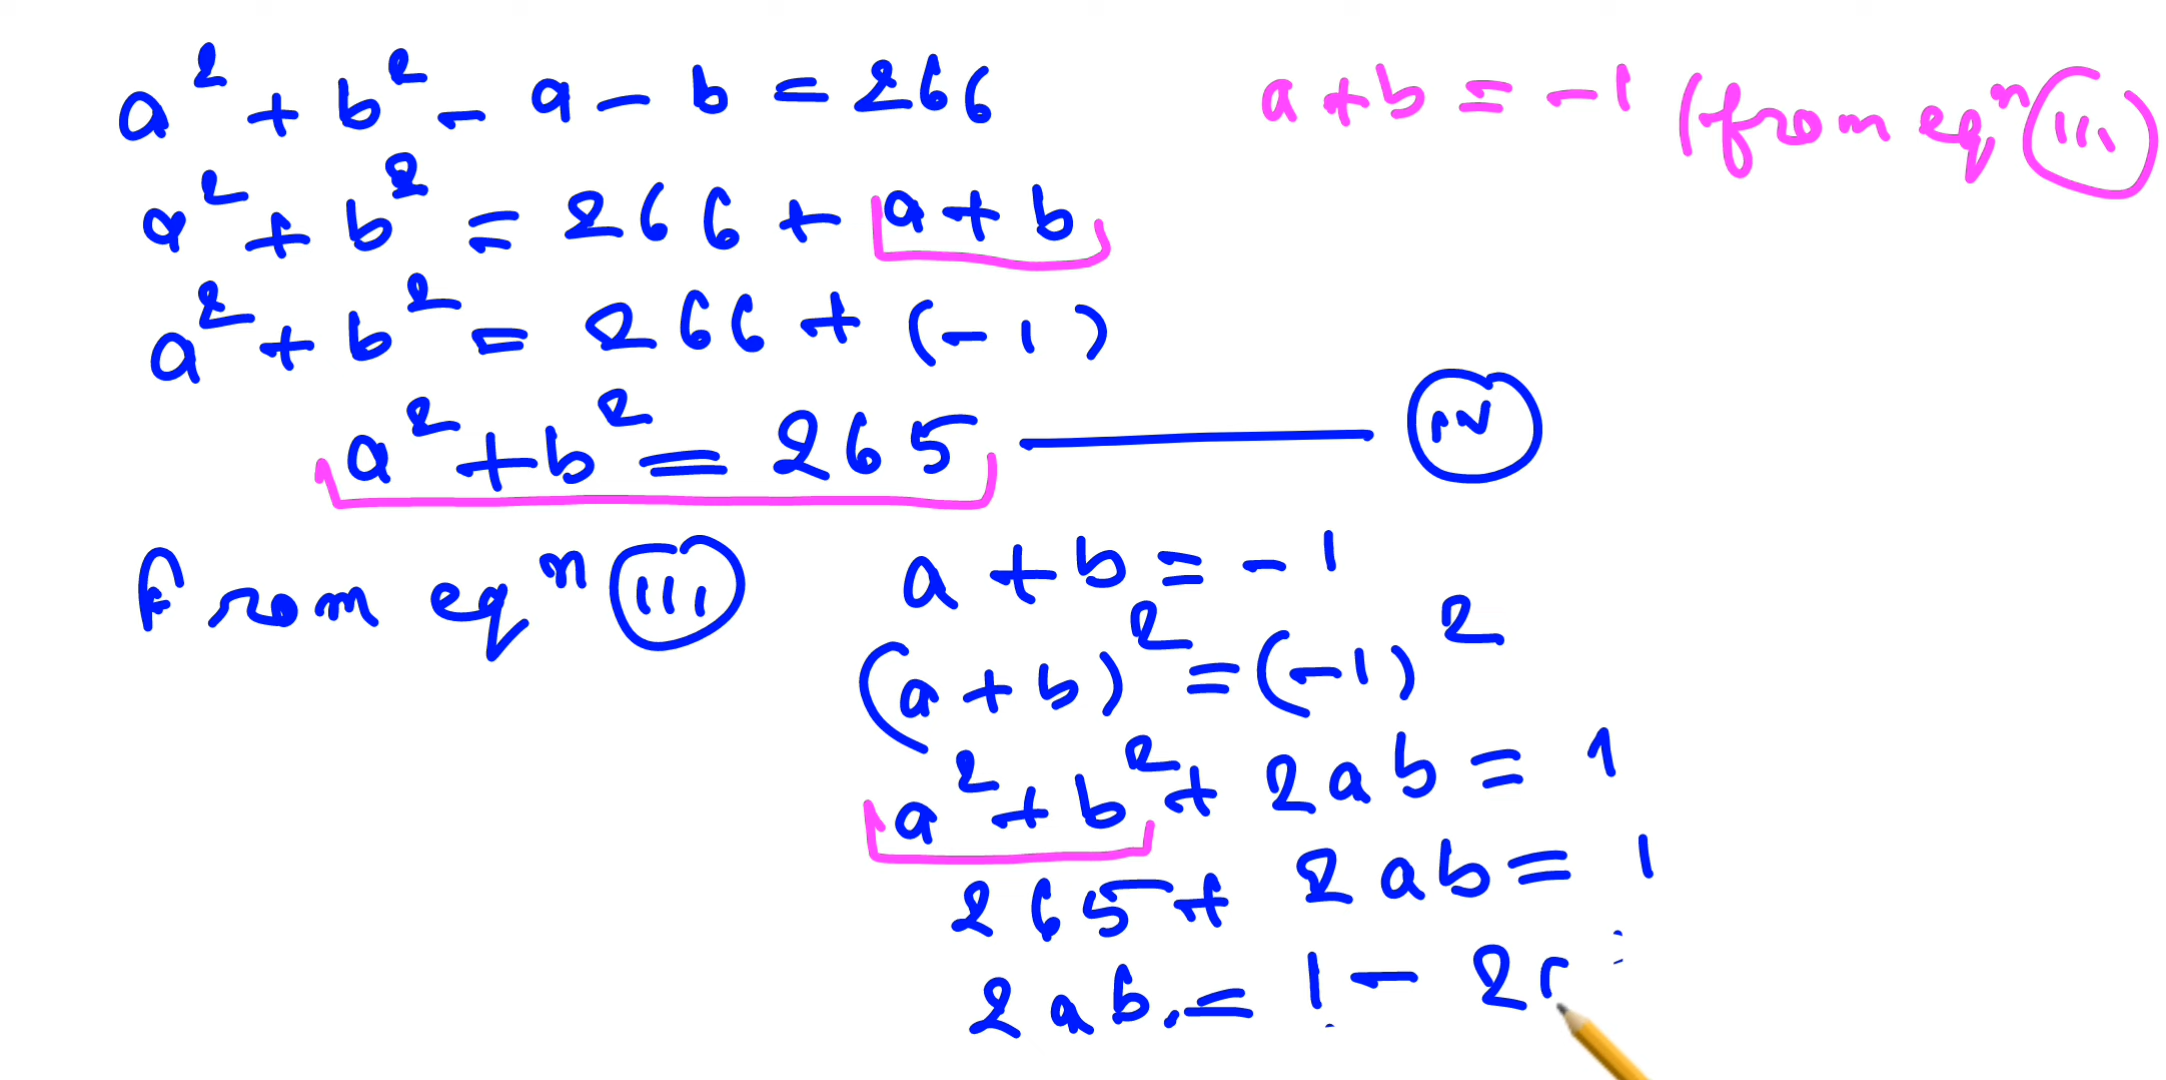 a² + b² - a - b = 266
a + b = -1 (from eqⁿ (iii)
a² + b² = 266 + a + b
a² + b² = 266 + (-1)
a² + b² = 265 —— (iv)
From eqⁿ (iii) a + b = -1
(a + b)² = (-1)²
a² + b² + 2ab = 1
265 + 2ab = 1
2ab = 1 - 2